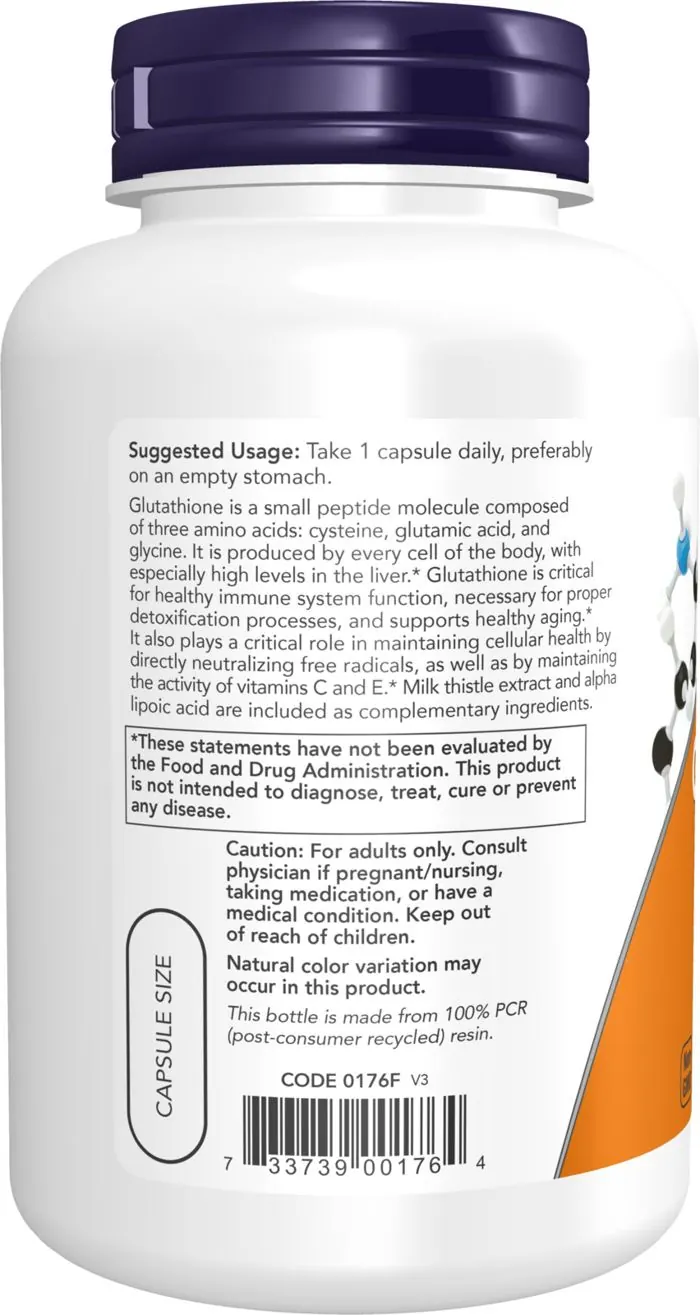 Suggested Usage: Take 1 capsule daily, preferably
on an empty stomach.
Glutathione is a small peptide molecule composed
of three amino acids: cysteine, glutamic acid, and
glycine. It is produced by every cell of the body, with
especially high levels in the liver.* Glutathione is critical
for healthy immune system function, necessary for proper
detoxification processes, and supports healthy aging.*
It also plays a critical role in maintaining cellular health by
directly neutralizing free radicals, as well as by maintaining
the activity of vitamins C and E.* Milk thistle extract and alpha
lipoic acid are included as complementary ingredients.
*These statements have not been evaluated by
the Food and Drug Administration. This product
is not intended to diagnose, treat, cure or prevent
any disease.
Caution: For adults only. Consult
physician if pregnant/nursing,
taking medication, or have a
medical condition. Keep out
of reach of children.
Natural color variation may
occur in this product.
This bottle is made from 100% PCR
(post-consumer recycled) resin.
CAPSULE SIZE
CODE 0176F V3
7 33739 00176 4